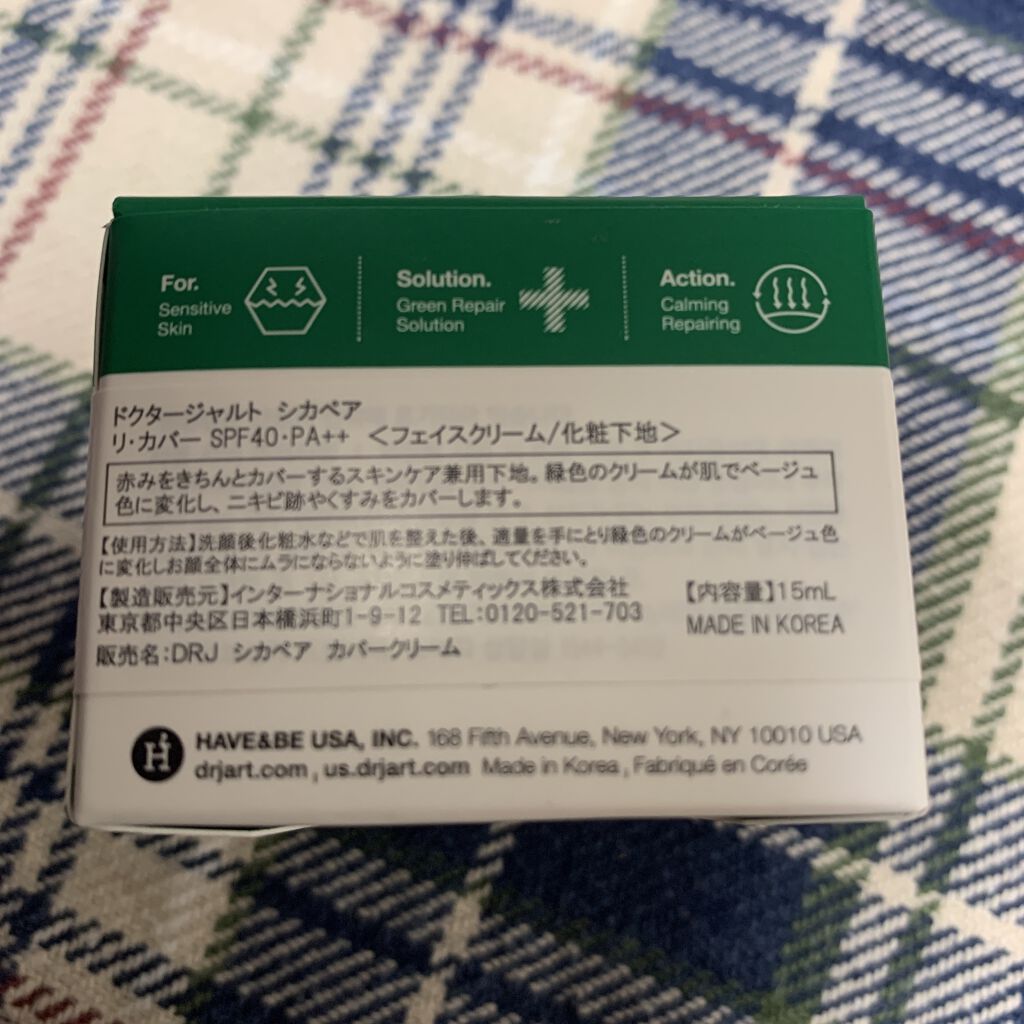 For.
Sensitive
Skin
Solution.
Green Repair
Solution
Action.
Calming
Repairing
ドクタージャルト シカペア
リ・カバー SPF40・PA++ <フェイスクリーム/化粧下地>
赤みをきちんとカバーするスキンケア兼用下地。緑色のクリームが肌でベージュ
色に変化し、ニキビ跡やくすみをカバーします。
【使用方法】洗顔後化粧水などで肌を整えた後、適量を手にとり緑色のクリームがベージュ色
に変化しお顔全体にムラにならないように塗り伸ばしてください。
【製造販売元】インターナショナルコスメティックス株式会社
東京都中央区日本橋浜町1-9-12 TEL:0120-521-703
【内容量】15mL
MADE IN KOREA
販売名:DRJ シカペア カバークリーム
H
HAVE&BE USA, INC. 168 Fifth Avenue, New York, NY 10010 USA
drjart.com , us.drjart.com Made in Korea , Fabriqué en Corée